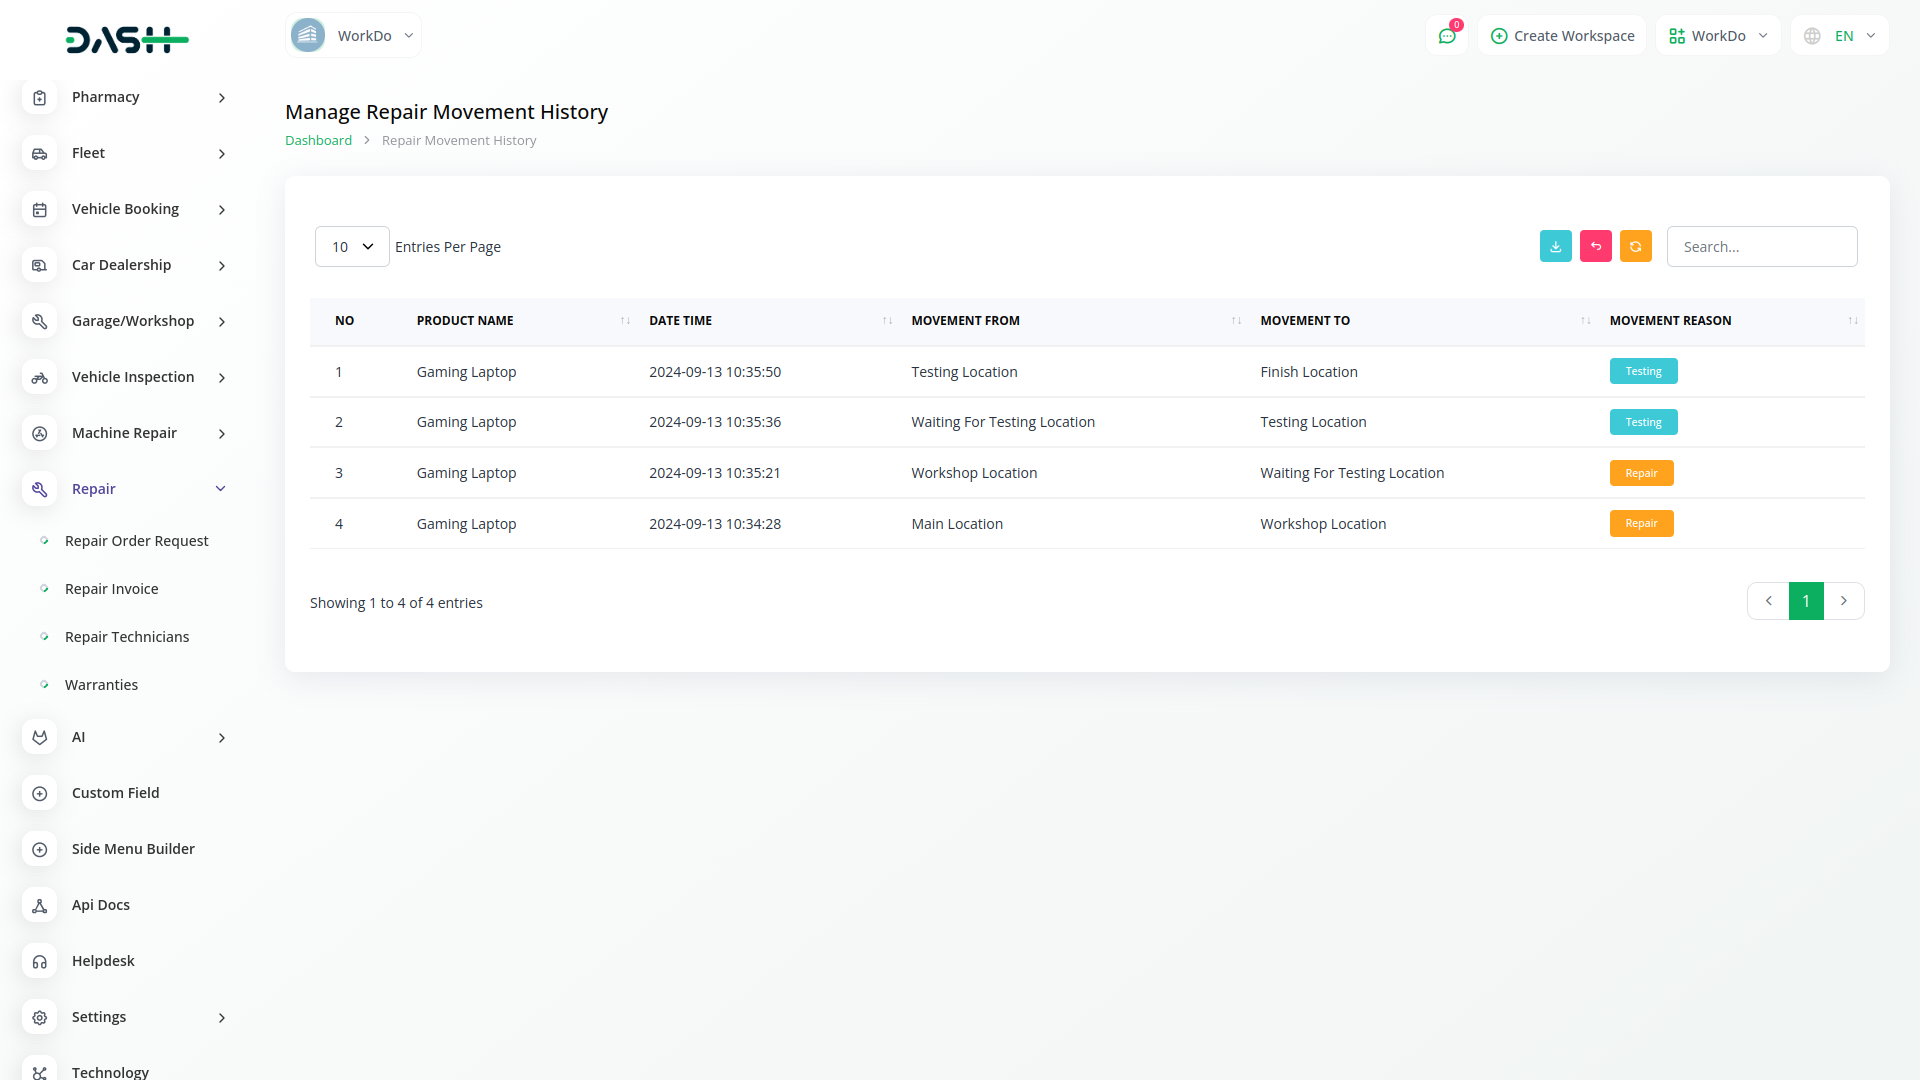 DASH
WorkDo
0
Create Workspace
WorkDo
EN
Pharmacy
Fleet
Vehicle Booking
Car Dealership
Garage/Workshop
Vehicle Inspection
Machine Repair
Repair
Repair Order Request
Repair Invoice
Repair Technicians
Warranties
AI
Custom Field
Side Menu Builder
Api Docs
Helpdesk
Settings
Technology
Manage Repair Movement History
Dashboard > Repair Movement History
10 Entries Per Page
Search...
NO PRODUCT NAME DATE TIME MOVEMENT FROM MOVEMENT TO MOVEMENT REASON
1 Gaming Laptop 2024-09-13 10:35:50 Testing Location Finish Location Testing
2 Gaming Laptop 2024-09-13 10:35:36 Waiting For Testing Location Testing Location Testing
3 Gaming Laptop 2024-09-13 10:35:21 Workshop Location Waiting For Testing Location Repair
4 Gaming Laptop 2024-09-13 10:34:28 Main Location Workshop Location Repair
Showing 1 to 4 of 4 entries
1